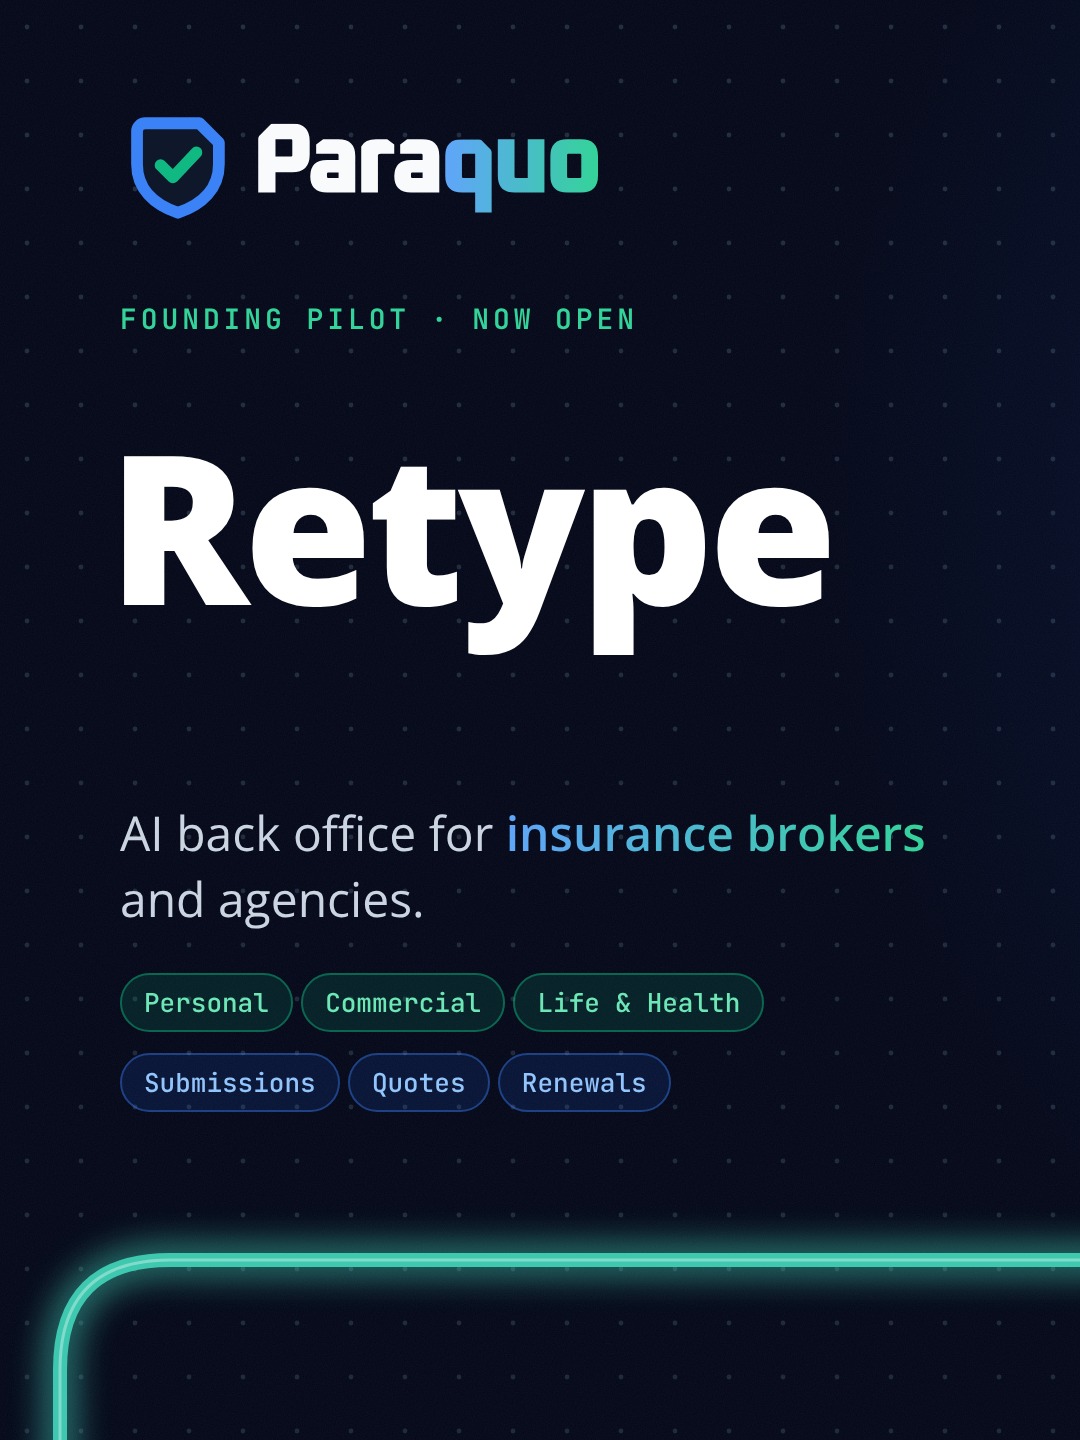 Paraquo
FOUNDING PILOT · NOW OPEN
Retype
AI back office for insurance brokers
and agencies.
Personal Commercial Life & Health
Submissions Quotes Renewals